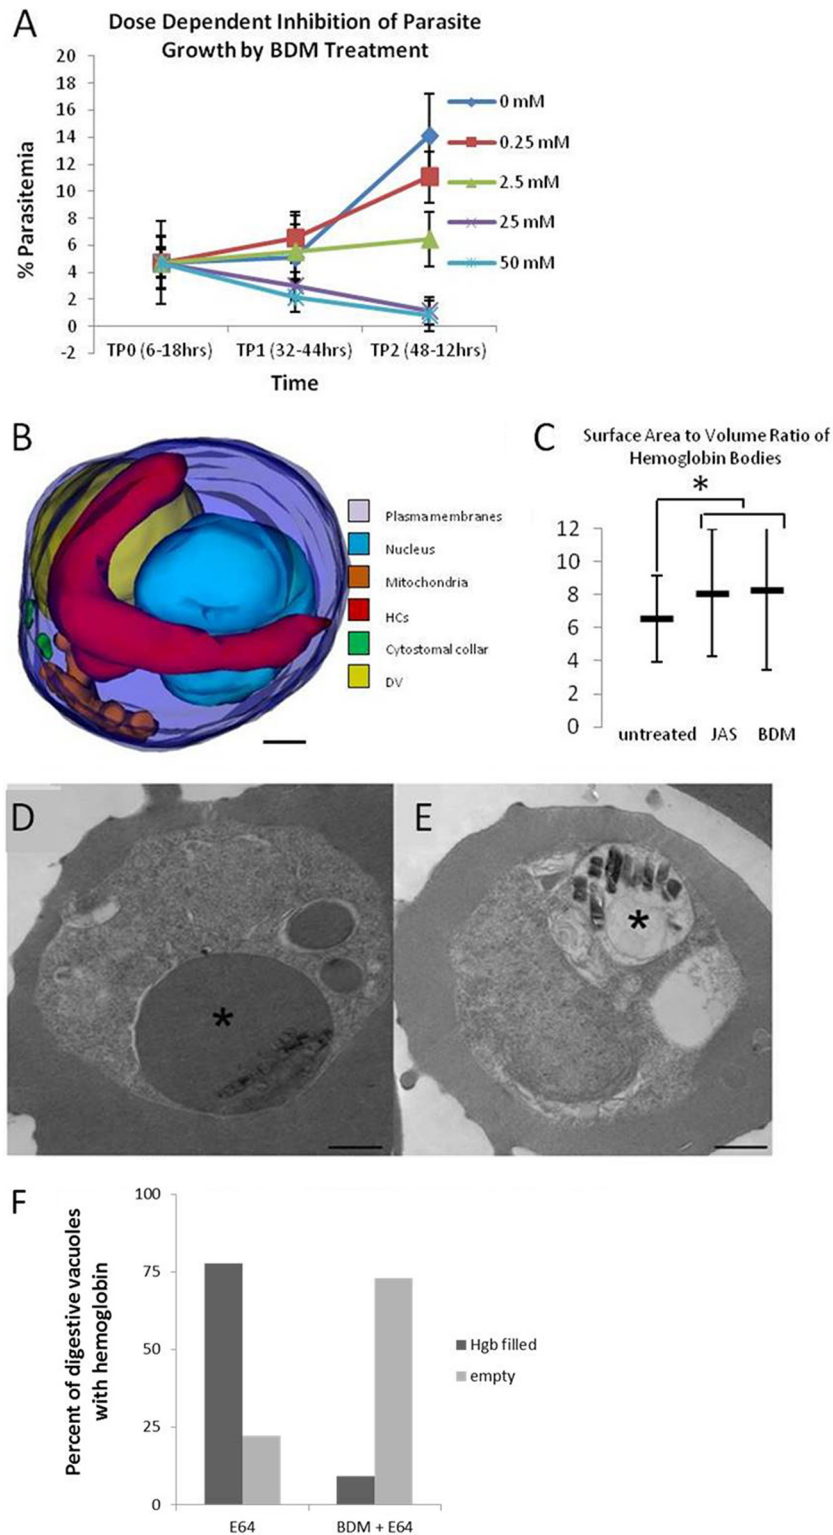 A
Dose Dependent Inhibition of Parasite
Growth by BDM Treatment
% Parasitemia
20
18
16
14
12
10
8
6
4
2
0
-2
0 mM
0.25 mM
2.5 mM
25 mM
50 mM
TP0 (6-18hrs)
TP1 (32-44hrs)
TP2 (48-12hrs)
Time
B
Plasma membranes
Nucleus
Mitochondria
HCs
Cytostomal collar
DV
C
Surface Area to Volume Ratio of
Hemoglobin Bodies
*
12
10
8
6
4
2
0
untreated
JAS
BDM
D
*
E
*
F
Percent of digestive vacuoles
with hemoglobin
100
75
50
25
0
Hgb filled
empty
E64
BDM + E64